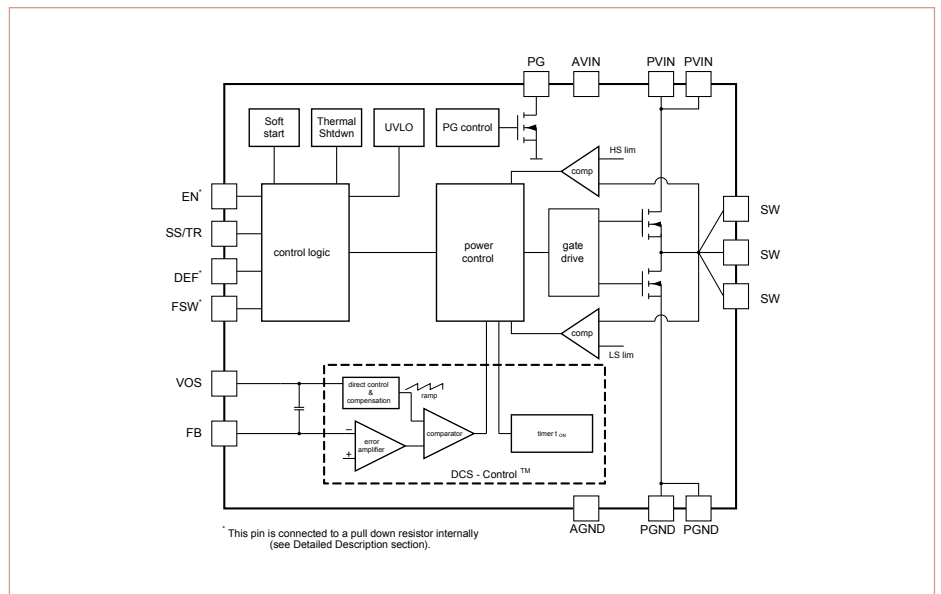 PG
AVIN
PVIN
PVIN
Soft
start
Thermal
Shtdwn
UVLO
PG control
HS lim
comp
EN*
SS/TR
DEF*
FSW*
control logic
power
control
gate
drive
SW
SW
SW
comp
LS lim
VOS
FB
direct control
&
compensation
ramp
error
amplifier
comparator
timer t ON
DCS - Control TM
AGND
PGND
PGND
* This pin is connected to a pull down resistor internally
(see Detailed Description section).